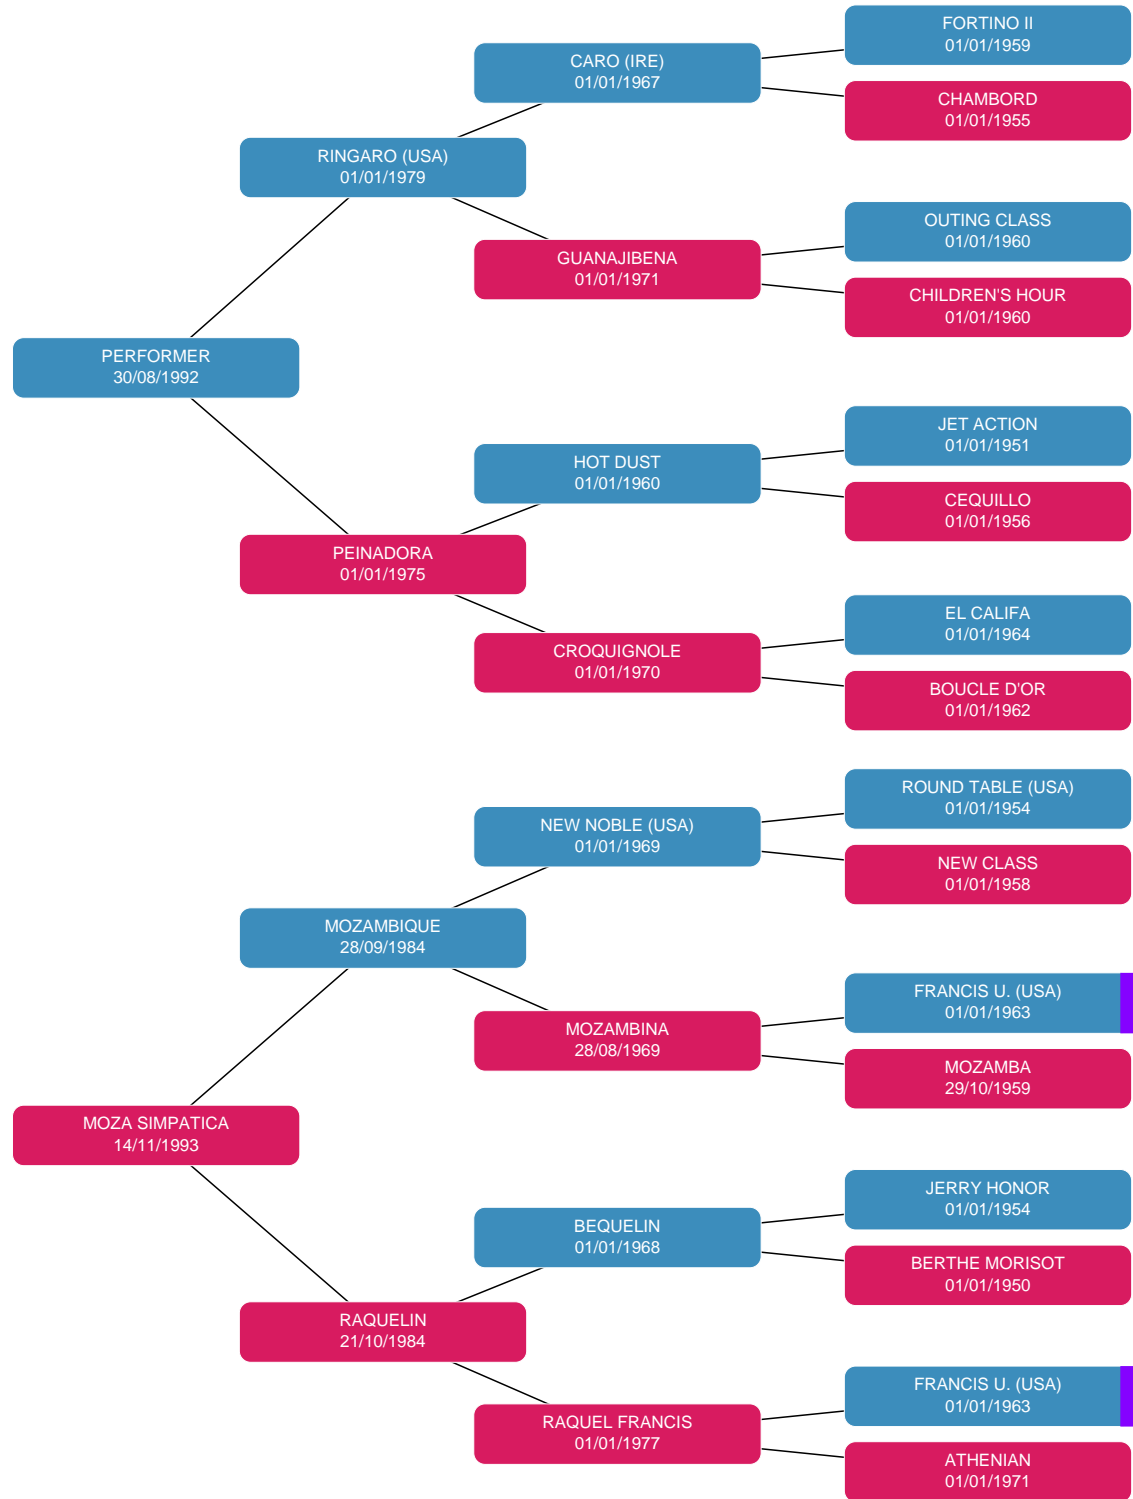 FORTINO II
01/01/1959
CARO (IRE)
01/01/1967
CHAMBORD
01/01/1955
RINGARO (USA)
01/01/1979
OUTING CLASS
01/01/1960
GUANAJIBENA
01/01/1971
CHILDREN'S HOUR
01/01/1960
PERFORMER
30/08/1992
JET ACTION
01/01/1951
HOT DUST
01/01/1960
CEQUILLO
01/01/1956
PEINADORA
01/01/1975
EL CALIFA
01/01/1964
CROQUIGNOLE
01/01/1970
BOUCLE D'OR
01/01/1962
ROUND TABLE (USA)
01/01/1954
NEW NOBLE (USA)
01/01/1969
NEW CLASS
01/01/1958
MOZAMBIQUE
28/09/1984
FRANCIS U. (USA)
01/01/1963
MOZAMBINA
28/08/1969
MOZAMBA
29/10/1959
MOZA SIMPATICA
14/11/1993
JERRY HONOR
01/01/1954
BEQUELIN
01/01/1968
BERTHE MORISOT
01/01/1950
RAQUELIN
21/10/1984
FRANCIS U. (USA)
01/01/1963
RAQUEL FRANCIS
01/01/1977
ATHENIAN
01/01/1971